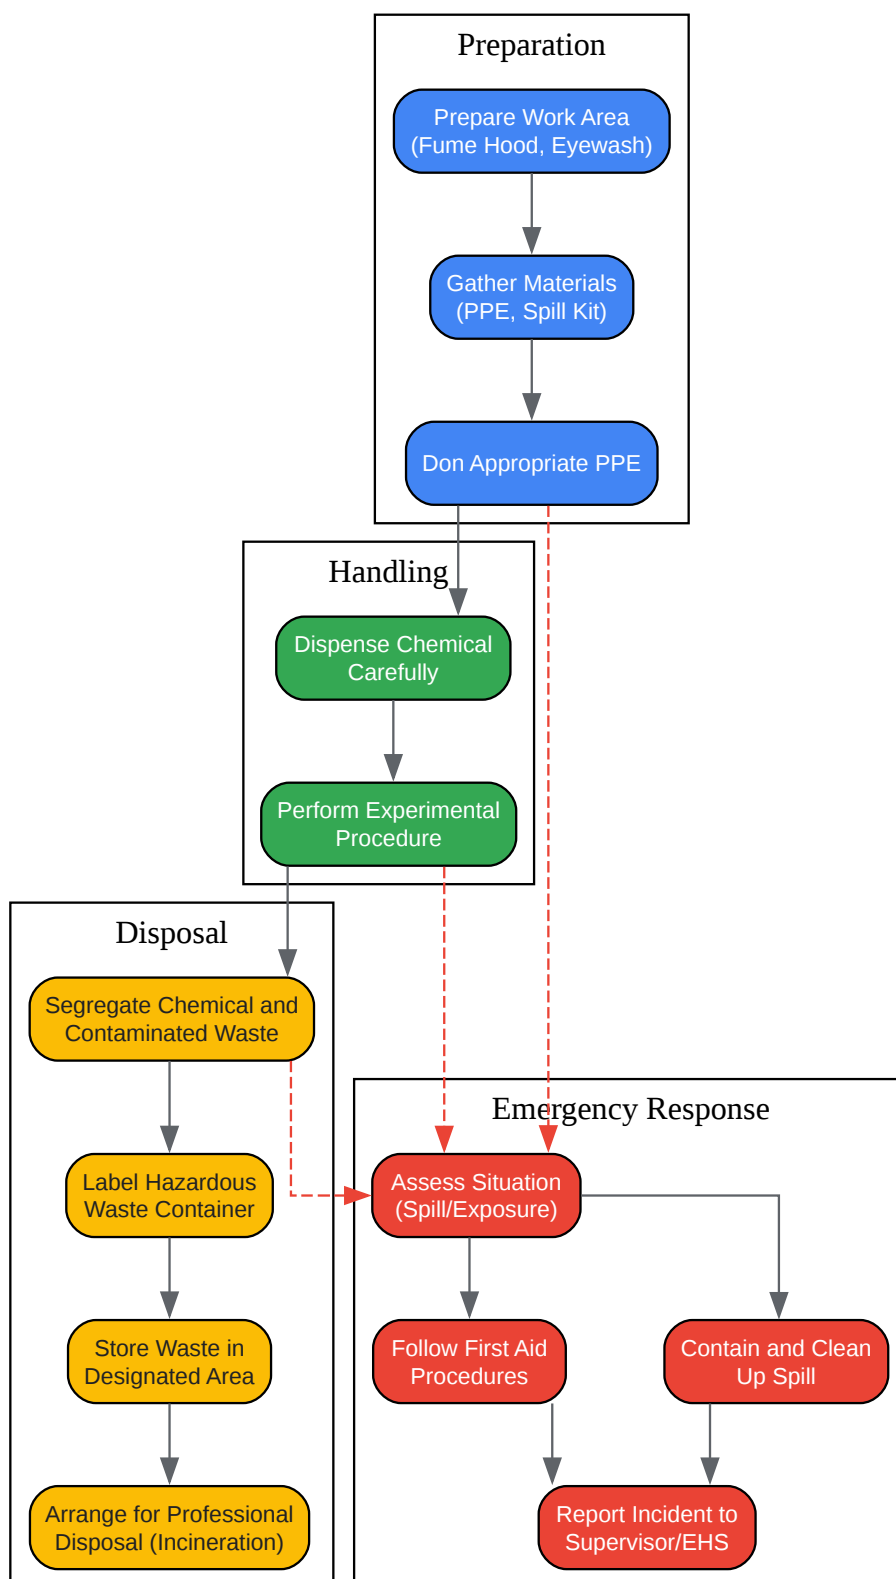 Preparation
Prepare Work Area
(Fume Hood, Eyewash)
Gather Materials
(PPE, Spill Kit)
Don Appropriate PPE
Handling
Dispense Chemical
Carefully
Perform Experimental
Procedure
Disposal
Segregate Chemical and
Contaminated Waste
Label Hazardous
Waste Container
Store Waste in
Designated Area
Arrange for Professional
Disposal (Incineration)
Emergency Response
Assess Situation
(Spill/Exposure)
Follow First Aid
Procedures
Contain and Clean
Up Spill
Report Incident to
Supervisor/EHS